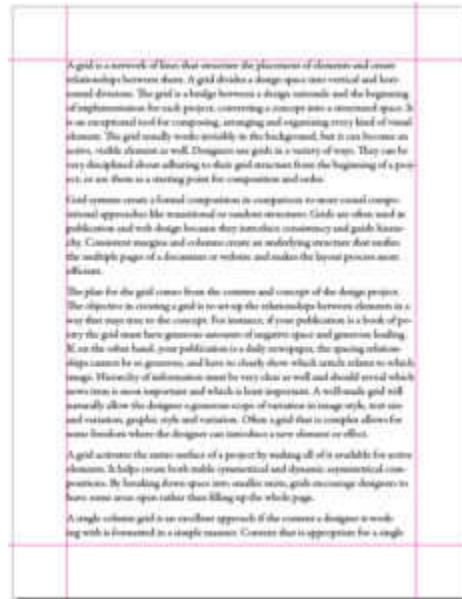 A grid is a network of lines that structure the placement of elements and create
relationships between them. A grid divides a design space into vertical and hori-
zontal divisions. The grid is a bridge between a design rationale and the beginning
of implementation for each project, converting a concept into a structured space. It
is an exceptional tool for composing, arranging and organizing every kind of visual
element. The grid usually works invisibly in the background, but it can become an
active, visible element as well. Designers use grids in a variety of ways. They can be
very disciplined about adhering to their grid structure from the beginning of a proj-
ect, or use them as a starting point for composition and order.
Grid systems create a formal composition in comparison to more casual compo-
sitional approaches like transitional or random structures. Grids are often used in
publication and web design because they introduce consistency and guide hierar-
chy. Consistent margins and columns create an underlying structure that unifies
the multiple pages of a document or website and makes the layout process more
efficient.
The plan for the grid comes from the content and concept of the design project.
The objective in creating a grid is to set up the relationships between elements in a
way that stays true to the concept. For instance, if your publication is a book of po-
etry the grid must have generous amounts of negative space and generous leading.
If, on the other hand, your publication is a daily newspaper, the spacing relation-
ships cannot be so generous, and have to clearly show which article relates to which
image. Hierarchy of information must be very clear as well and should reveal which
news item is most important and which is least important. A well-made grid will
naturally allow the designer a generous scope of variation in image style, text size
and variation, graphic style and variation. Often a grid that is complex allows for
some freedom where the designer can introduce a new element or effect.
A grid activates the entire surface of a project by making all of it available for active
elements. It helps create both stable symmetrical and dynamic asymmetrical com-
positions. By breaking down space into smaller units, grids encourage designers to
leave some areas open rather than filling up the whole page.
A single column grid is an excellent approach if the content a designer is work-
ing with is formatted in a simple manner. Content that is appropriate for a single